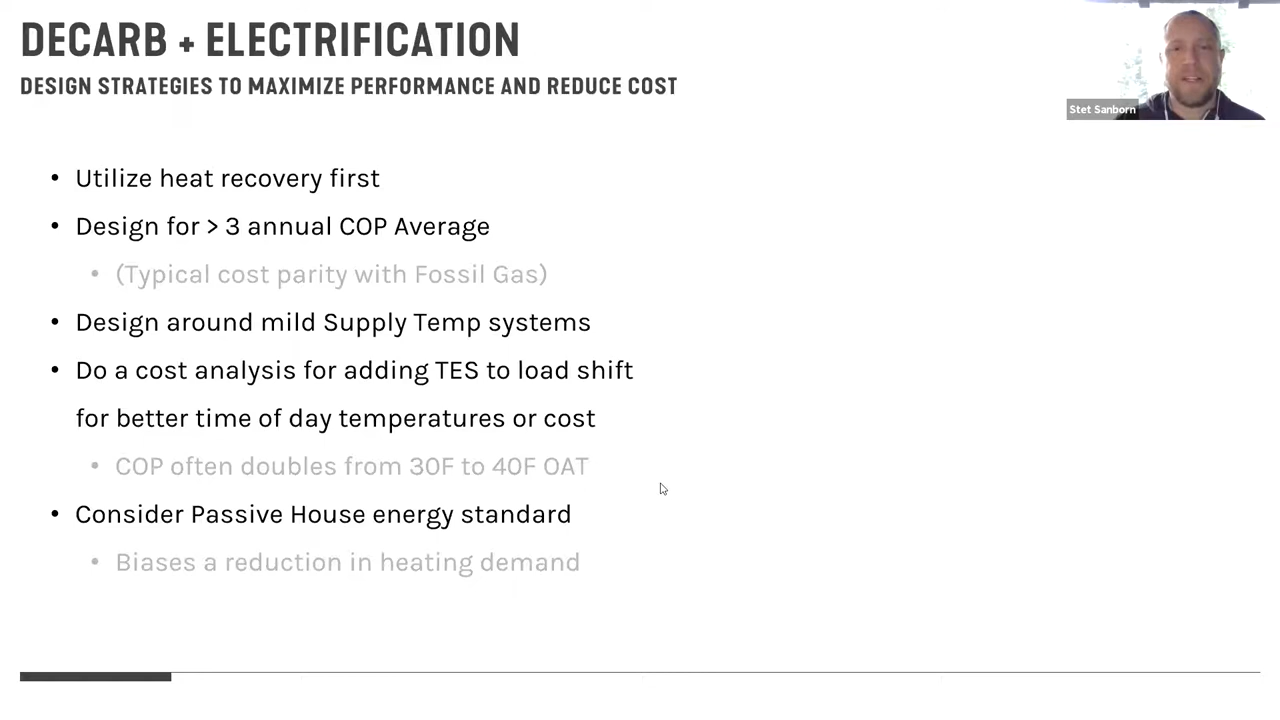 DECARB + ELECTRIFICATION
DESIGN STRATEGIES TO MAXIMIZE PERFORMANCE AND REDUCE COST
Stet Sanborn
• Utilize heat recovery first
• Design for > 3 annual COP Average
• (Typical cost parity with Fossil Gas)
• Design around mild Supply Temp systems
• Do a cost analysis for adding TES to load shift
for better time of day temperatures or cost
• COP often doubles from 30F to 40F OAT
• Consider Passive House energy standard
• Biases a reduction in heating demand